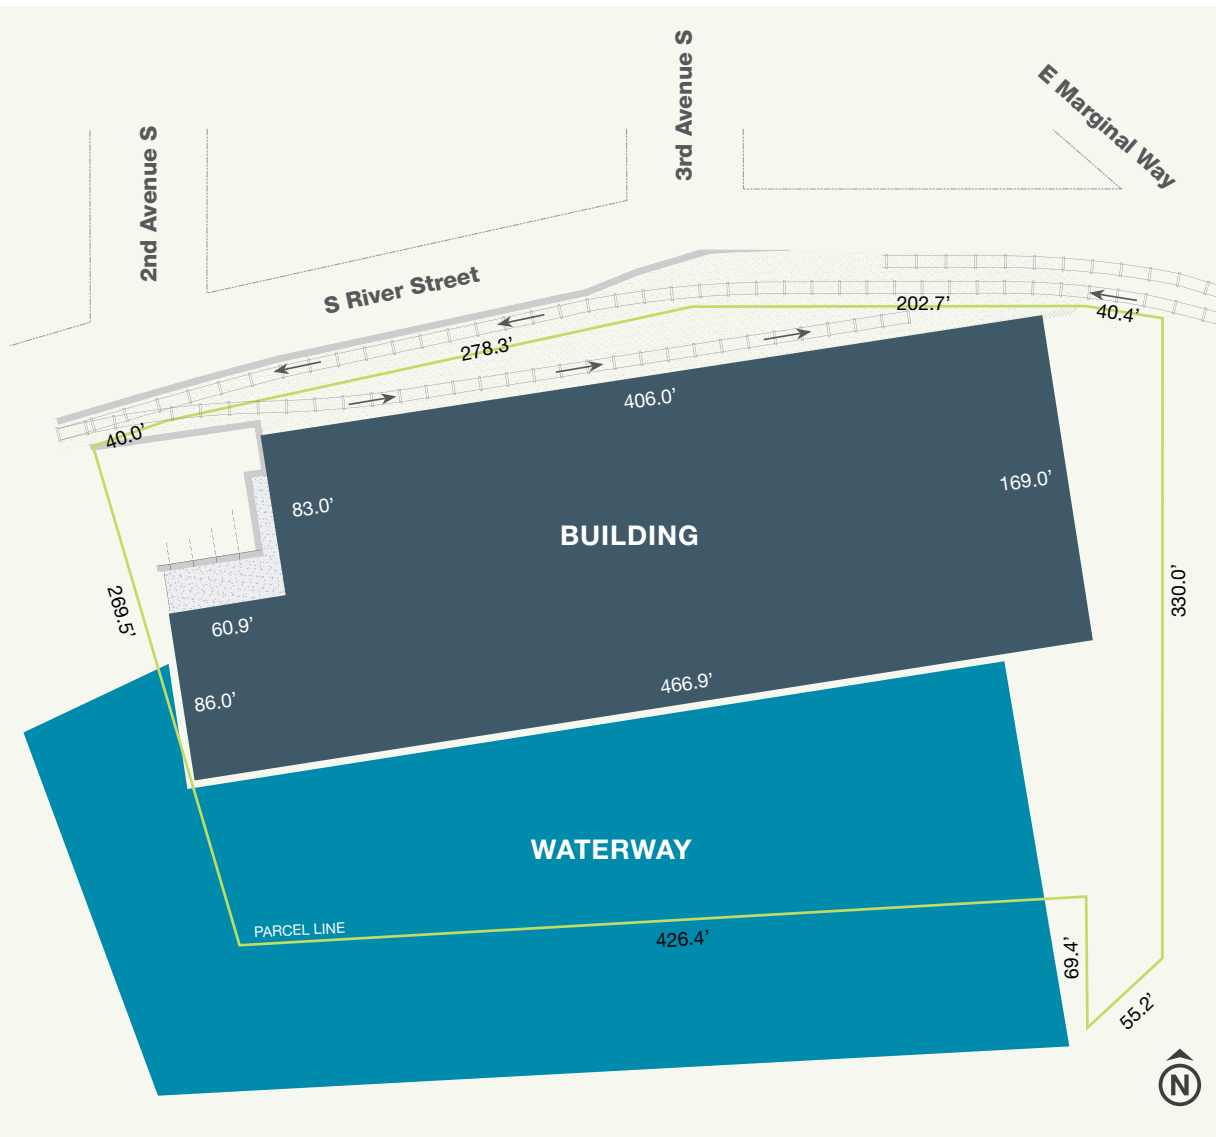 2nd Avenue S
3rd Avenue S
E Marginal Way
S River Street
202.7’
40.4’
278.3’
406.0’
40.0’
169.0’
83.0’
BUILDING
330.0’
269.5’
60.9’
466.9’
86.0’
WATERWAY
PARCEL LINE
426.4’
69.4’
55.2’
N